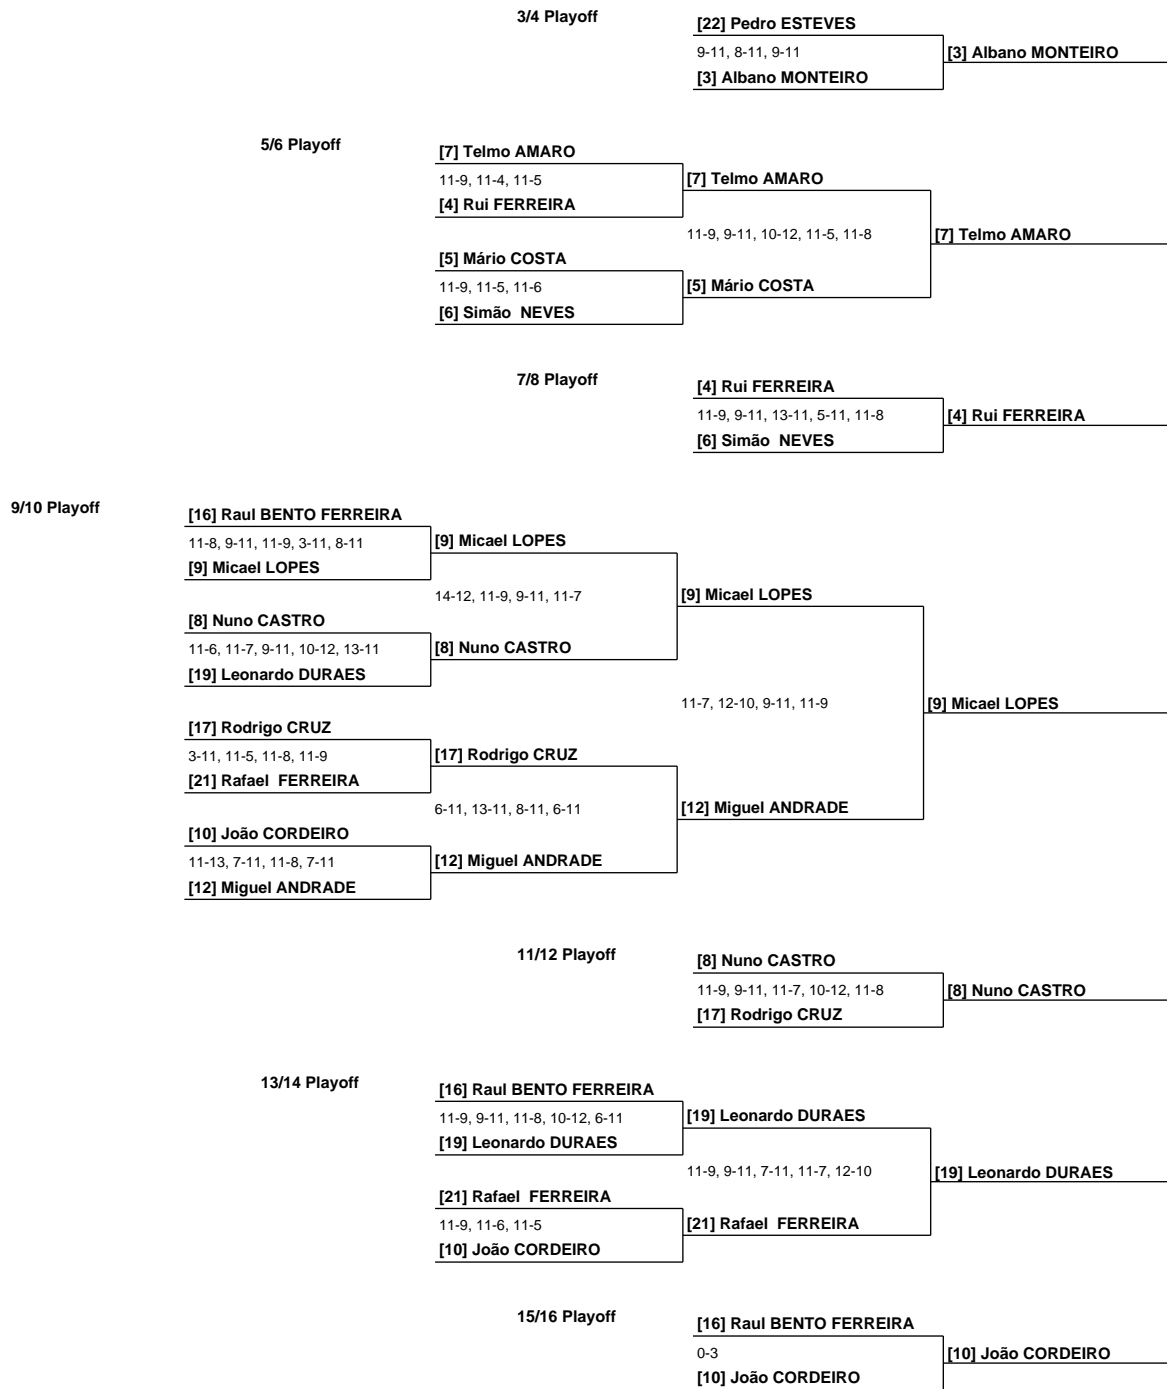 3/4 Playoff
[22] Pedro ESTEVES
9-11, 8-11, 9-11
[3] Albano MONTEIRO
[3] Albano MONTEIRO
5/6 Playoff
[7] Telmo AMARO
11-9, 11-4, 11-5
[7] Telmo AMARO
[4] Rui FERREIRA
11-9, 9-11, 10-12, 11-5, 11-8
[7] Telmo AMARO
[5] Mário COSTA
11-9, 11-5, 11-6
[5] Mário COSTA
[6] Simão  NEVES
7/8 Playoff
[4] Rui FERREIRA
11-9, 9-11, 13-11, 5-11, 11-8
[4] Rui FERREIRA
[6] Simão  NEVES
9/10 Playoff
[16] Raul BENTO FERREIRA
11-8, 9-11, 11-9, 3-11, 8-11
[9] Micael LOPES
[9] Micael LOPES
14-12, 11-9, 9-11, 11-7
[9] Micael LOPES
[8] Nuno CASTRO
11-6, 11-7, 9-11, 10-12, 13-11
[8] Nuno CASTRO
[19] Leonardo DURAES
11-7, 12-10, 9-11, 11-9
[9] Micael LOPES
[17] Rodrigo CRUZ
3-11, 11-5, 11-8, 11-9
[17] Rodrigo CRUZ
[21] Rafael  FERREIRA
6-11, 13-11, 8-11, 6-11
[12] Miguel ANDRADE
[10] João CORDEIRO
11-13, 7-11, 11-8, 7-11
[12] Miguel ANDRADE
[12] Miguel ANDRADE
11/12 Playoff
[8] Nuno CASTRO
11-9, 9-11, 11-7, 10-12, 11-8
[8] Nuno CASTRO
[17] Rodrigo CRUZ
13/14 Playoff
[16] Raul BENTO FERREIRA
11-9, 9-11, 11-8, 10-12, 6-11
[19] Leonardo DURAES
[19] Leonardo DURAES
11-9, 9-11, 7-11, 11-7, 12-10
[19] Leonardo DURAES
[21] Rafael  FERREIRA
11-9, 11-6, 11-5
[21] Rafael  FERREIRA
[10] João CORDEIRO
15/16 Playoff
[16] Raul BENTO FERREIRA
0-3
[10] João CORDEIRO
[10] João CORDEIRO